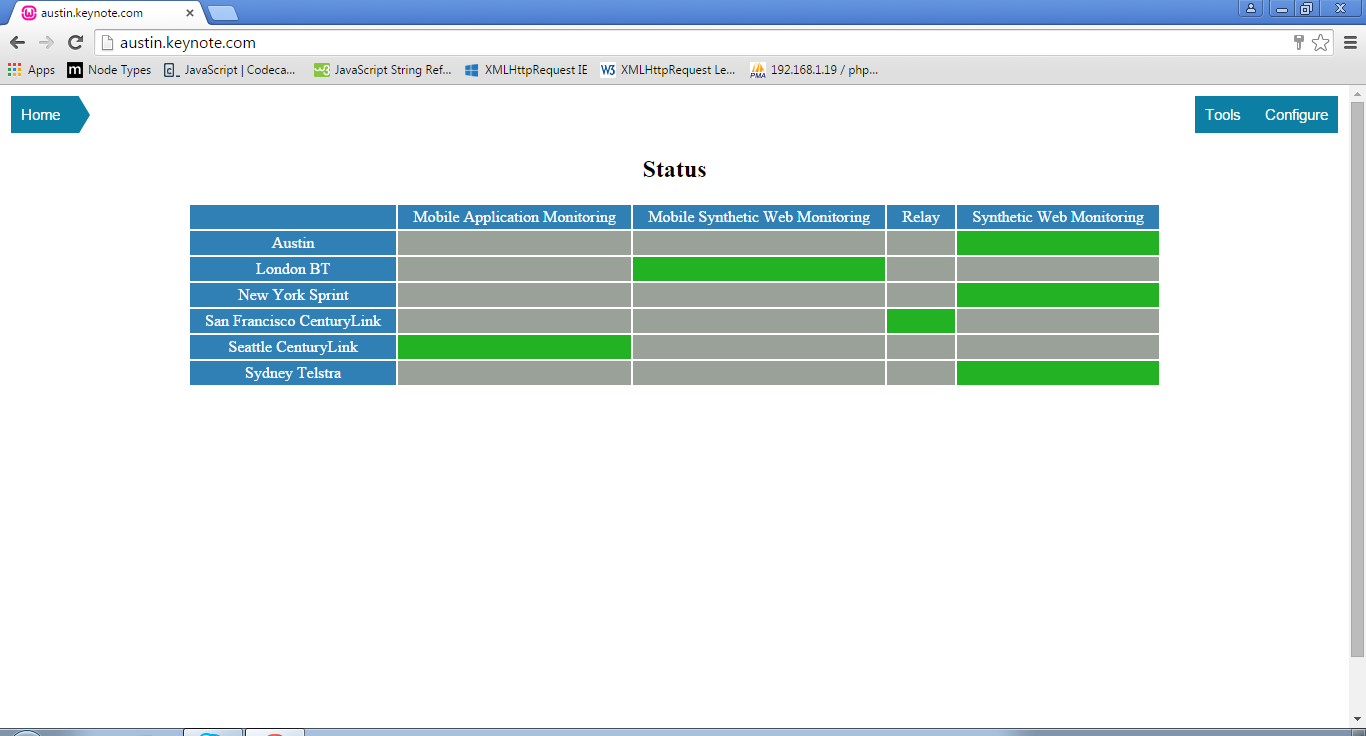 austin.keynote.com
austin.keynote.com
Apps Node Types JavaScript | Codeca... JavaScript String Ref... XMLHttpRequest IE XMLHttpRequest Le... 192.168.1.19 / php...
Home Tools Configure
Status
Mobile Application Monitoring Mobile Synthetic Web Monitoring Relay Synthetic Web Monitoring
Austin
London BT
New York Sprint
San Francisco CenturyLink
Seattle CenturyLink
Sydney Telstra